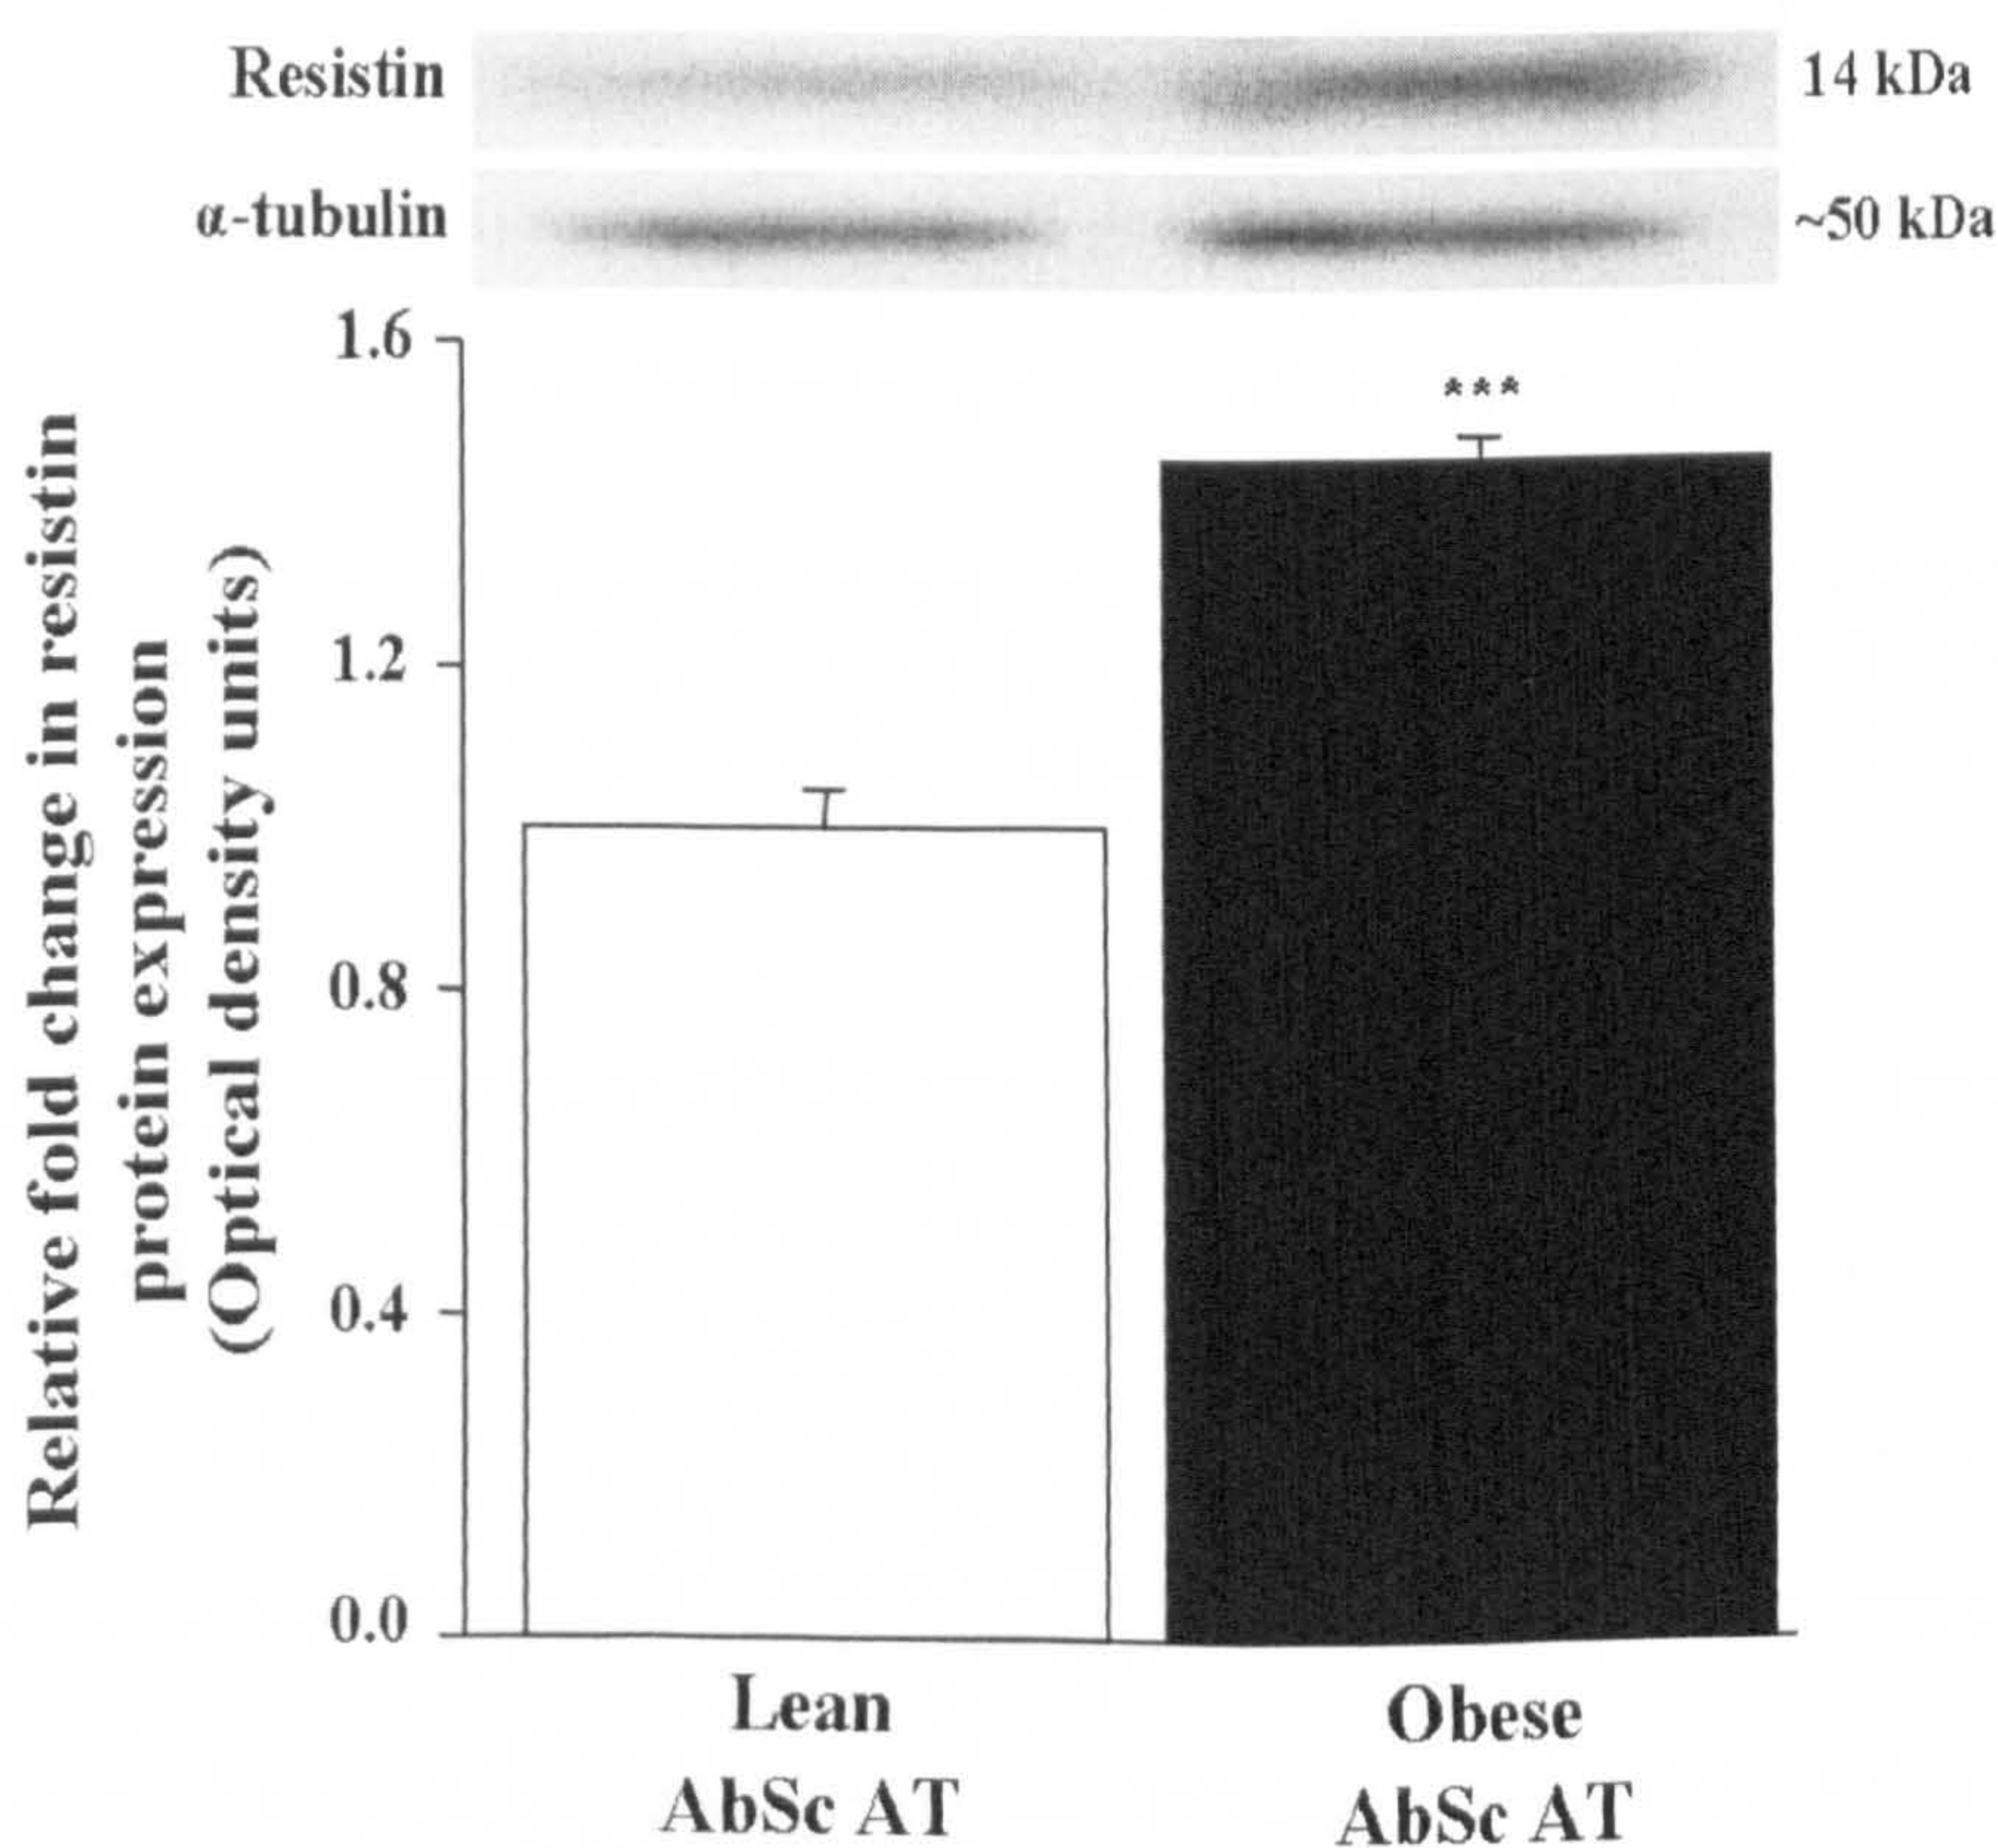 Resistin 14 kDa
α-tubulin ~50 kDa
Relative fold change in resistin
protein expression
(Optical density units)
1.6
1.2
0.8
0.4
0.0
***
Lean
AbSc AT
Obese
AbSc AT